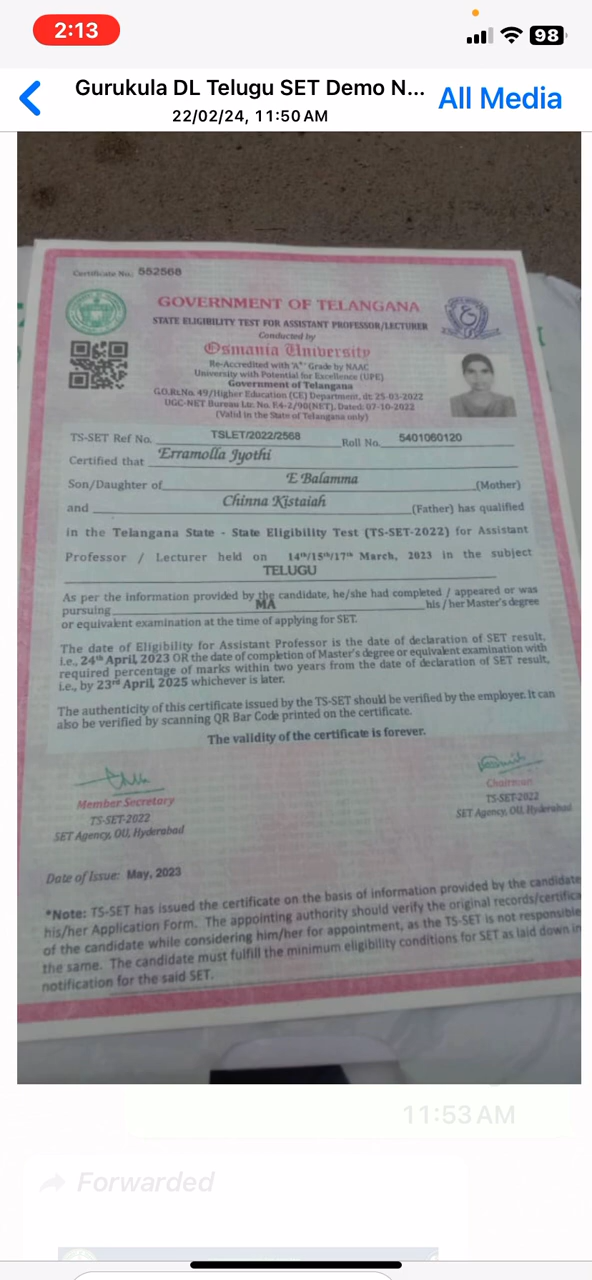 2:13
98
Gurukula DL Telugu SET Demo N...
All Media
22/02/24, 11:50 AM
Certificate No. 552568
GOVERNMENT OF TELANGANA
STATE ELIGIBILITY TEST FOR ASSISTANT PROFESSOR/LECTURER
Conducted by
Osmania University
Re-Accredited with 'A+' Grade by NAAC
University with Potential for Excellence (UPE)
Government of Telangana
G.O.Rt.No. 49/Higher Education (CE) Department, dt: 25-03-2022
UGC-NET Bureau Ltr. No. F.4-2/90(NET), Dated: 07-10-2022
(Valid in the State of Telangana only)
TS-SET Ref No. TSLET/2022/2568 Roll No. 5401060120
Certified that Erramolla Jyothi
Son/Daughter of E Balamma (Mother)
and Chinna Kistaiah (Father) has qualified
in the Telangana State - State Eligibility Test (TS-SET-2022) for Assistant
Professor / Lecturer held on 14th/15th/17th March, 2023 in the subject
TELUGU
As per the information provided by the candidate, he/she had completed / appeared or was
pursuing MA his / her Master's degree
or equivalent examination at the time of applying for SET.
The date of Eligibility for Assistant Professor is the date of declaration of SET result,
i.e., 24th April, 2023 OR the date of completion of Master's degree or equivalent examination with
required percentage of marks within two years from the date of declaration of SET result,
i.e., by 23rd April, 2025 whichever is later.
The authenticity of this certificate issued by the TS-SET should be verified by the employer. It can
also be verified by scanning QR Bar Code printed on the certificate.
The validity of the certificate is forever.
Member Secretary
TS-SET-2022
SET Agency, OU, Hyderabad
Chairman
TS-SET-2022
SET Agency, OU, Hyderabad
Date of Issue: May, 2023
*Note: TS-SET has issued the certificate on the basis of information provided by the candidate
his/her Application Form. The appointing authority should verify the original records/certifica
of the candidate while considering him/her for appointment, as the TS-SET is not responsible
the same. The candidate must fulfill the minimum eligibility conditions for SET as laid down in
notification for the said SET.
11:53 AM
Forwarded